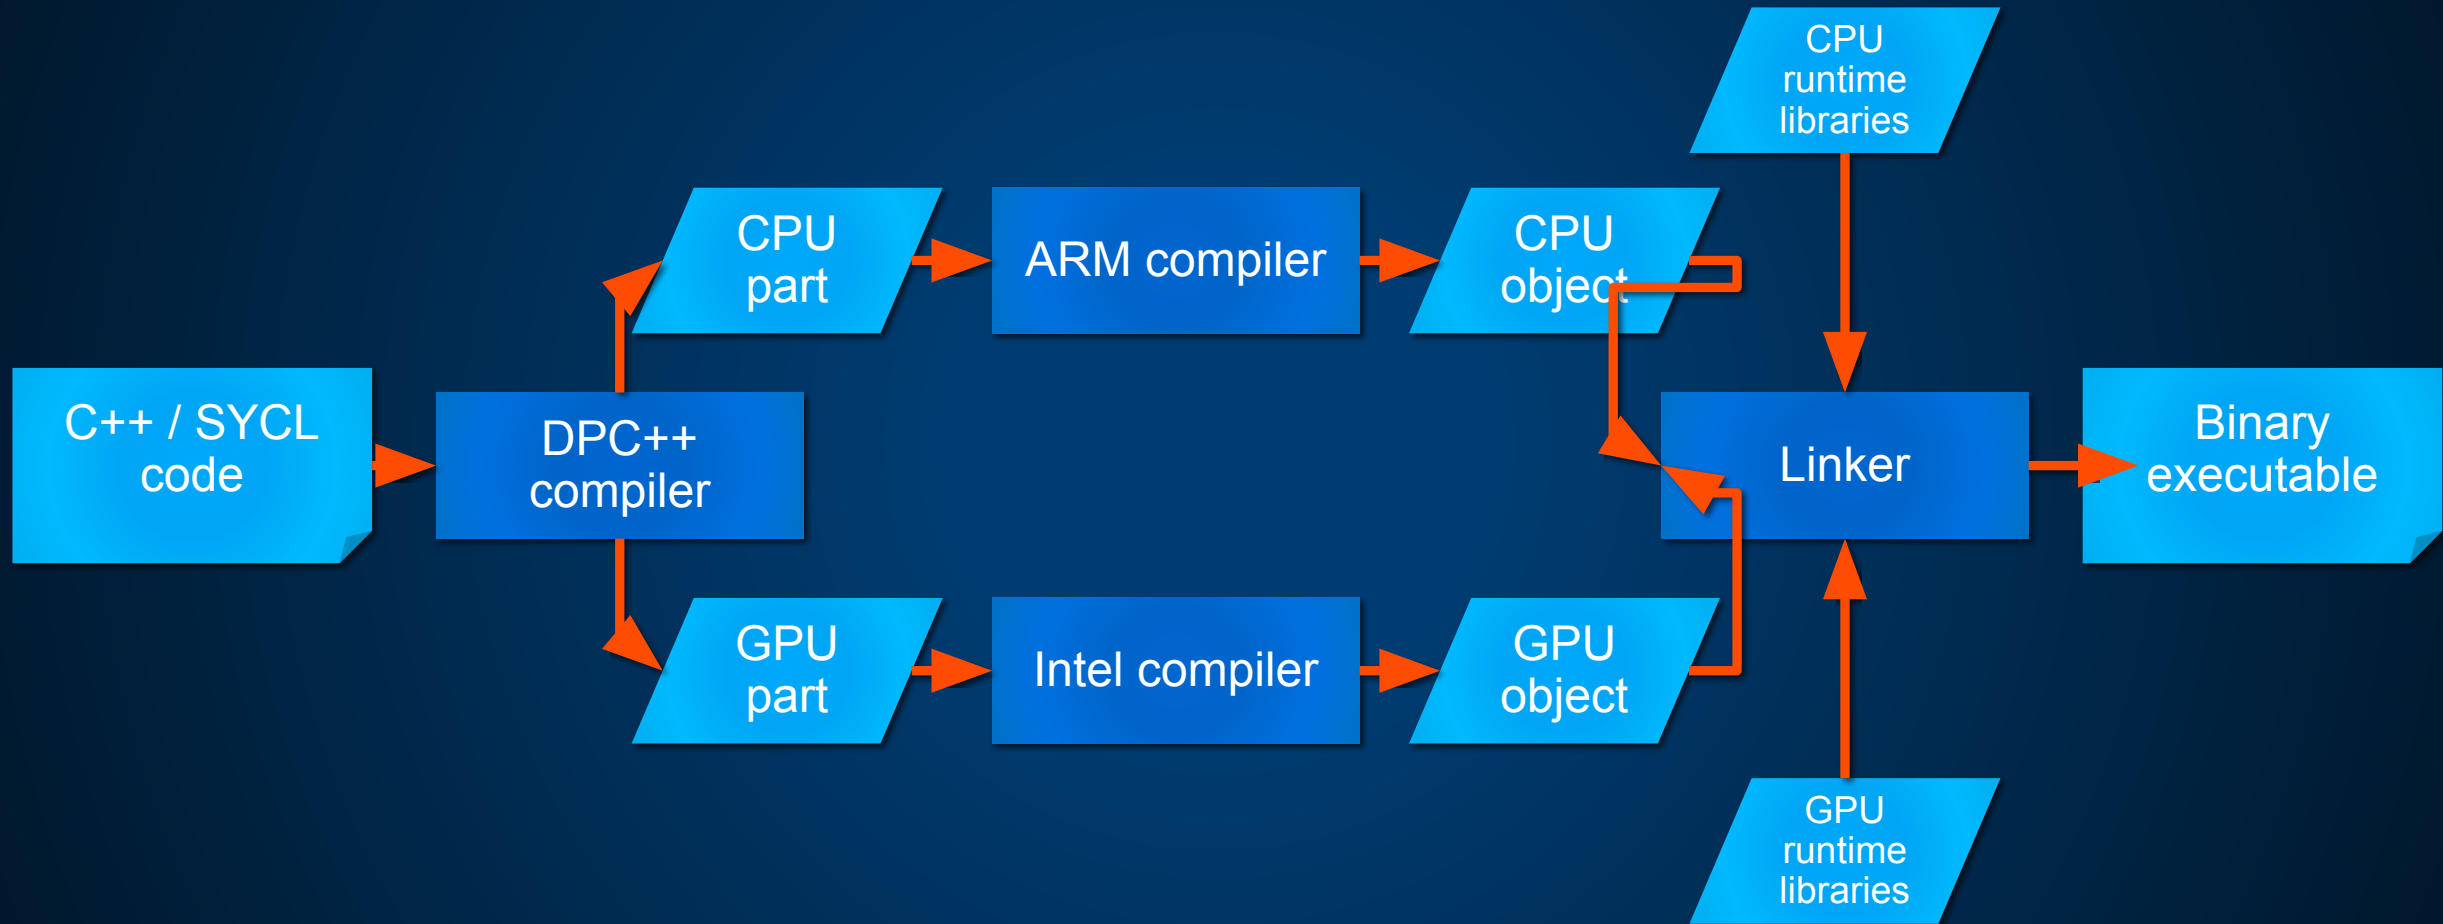 CPU
runtime
libraries
CPU
part
ARM compiler
CPU
object
C++ / SYCL
code
DPC++
compiler
Linker
Binary
executable
GPU
part
Intel compiler
GPU
object
GPU
runtime
libraries